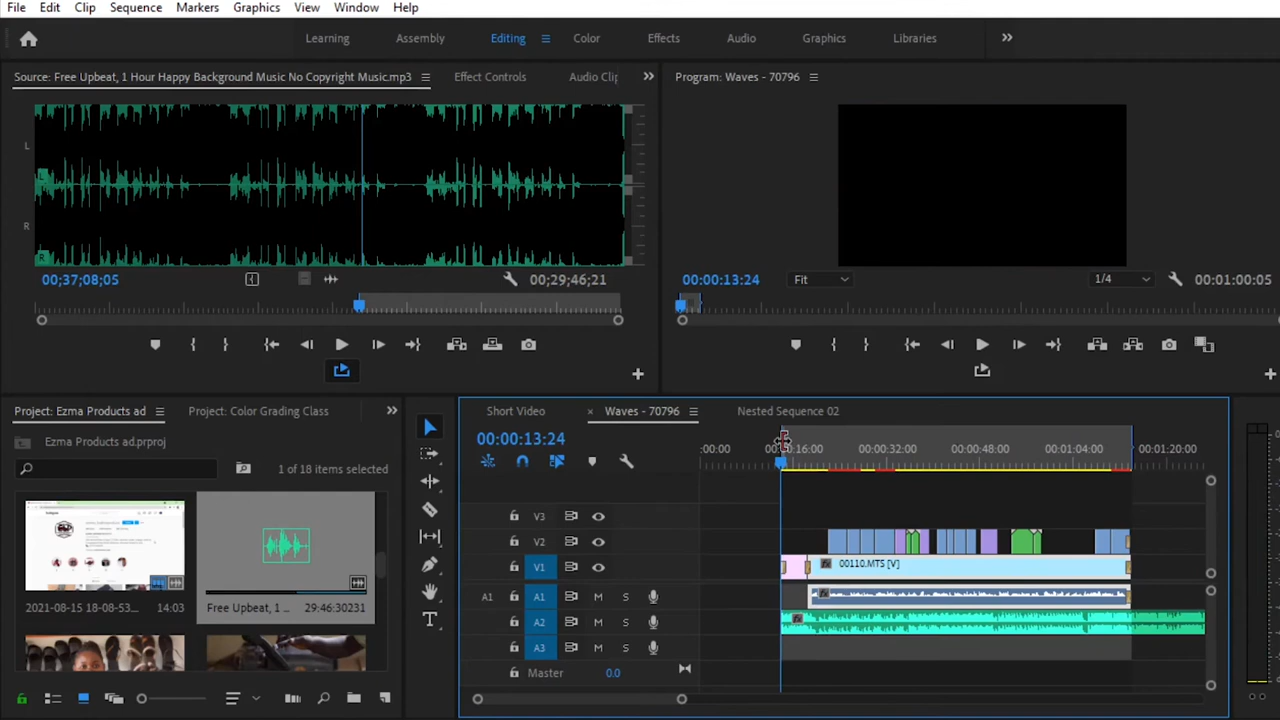 File Edit Clip Sequence Markers Graphics View Window Help
Learning Assembly Editing Color Effects Audio Graphics Libraries
Source: Free Upbeat, 1 Hour Happy Background Music No Copyright Music.mp3 Effect Controls Audio Clip
Program: Waves - 70796
L
R
00;37;08;05 00;29;46;21
00:00:13:24 Fit 1/4 00:01:00:05
Project: Ezma Products ad Project: Color Grading Class
Ezma Products ad.prproj
1 of 18 items selected
2021-08-15 18-08-53... 14:03
Free Upbeat, 1 ... 29:46:30231
Short Video × Waves - 70796 Nested Sequence 02
00:00:13:24
:00:00 00:00:16:00 00:00:32:00 00:00:48:00 00:01:04:00 00:01:20:00
V3
V2
V1 00110.MTS [V]
A1 A1 M S
A2 M S
A3 M S
Master 0.0
T
fx